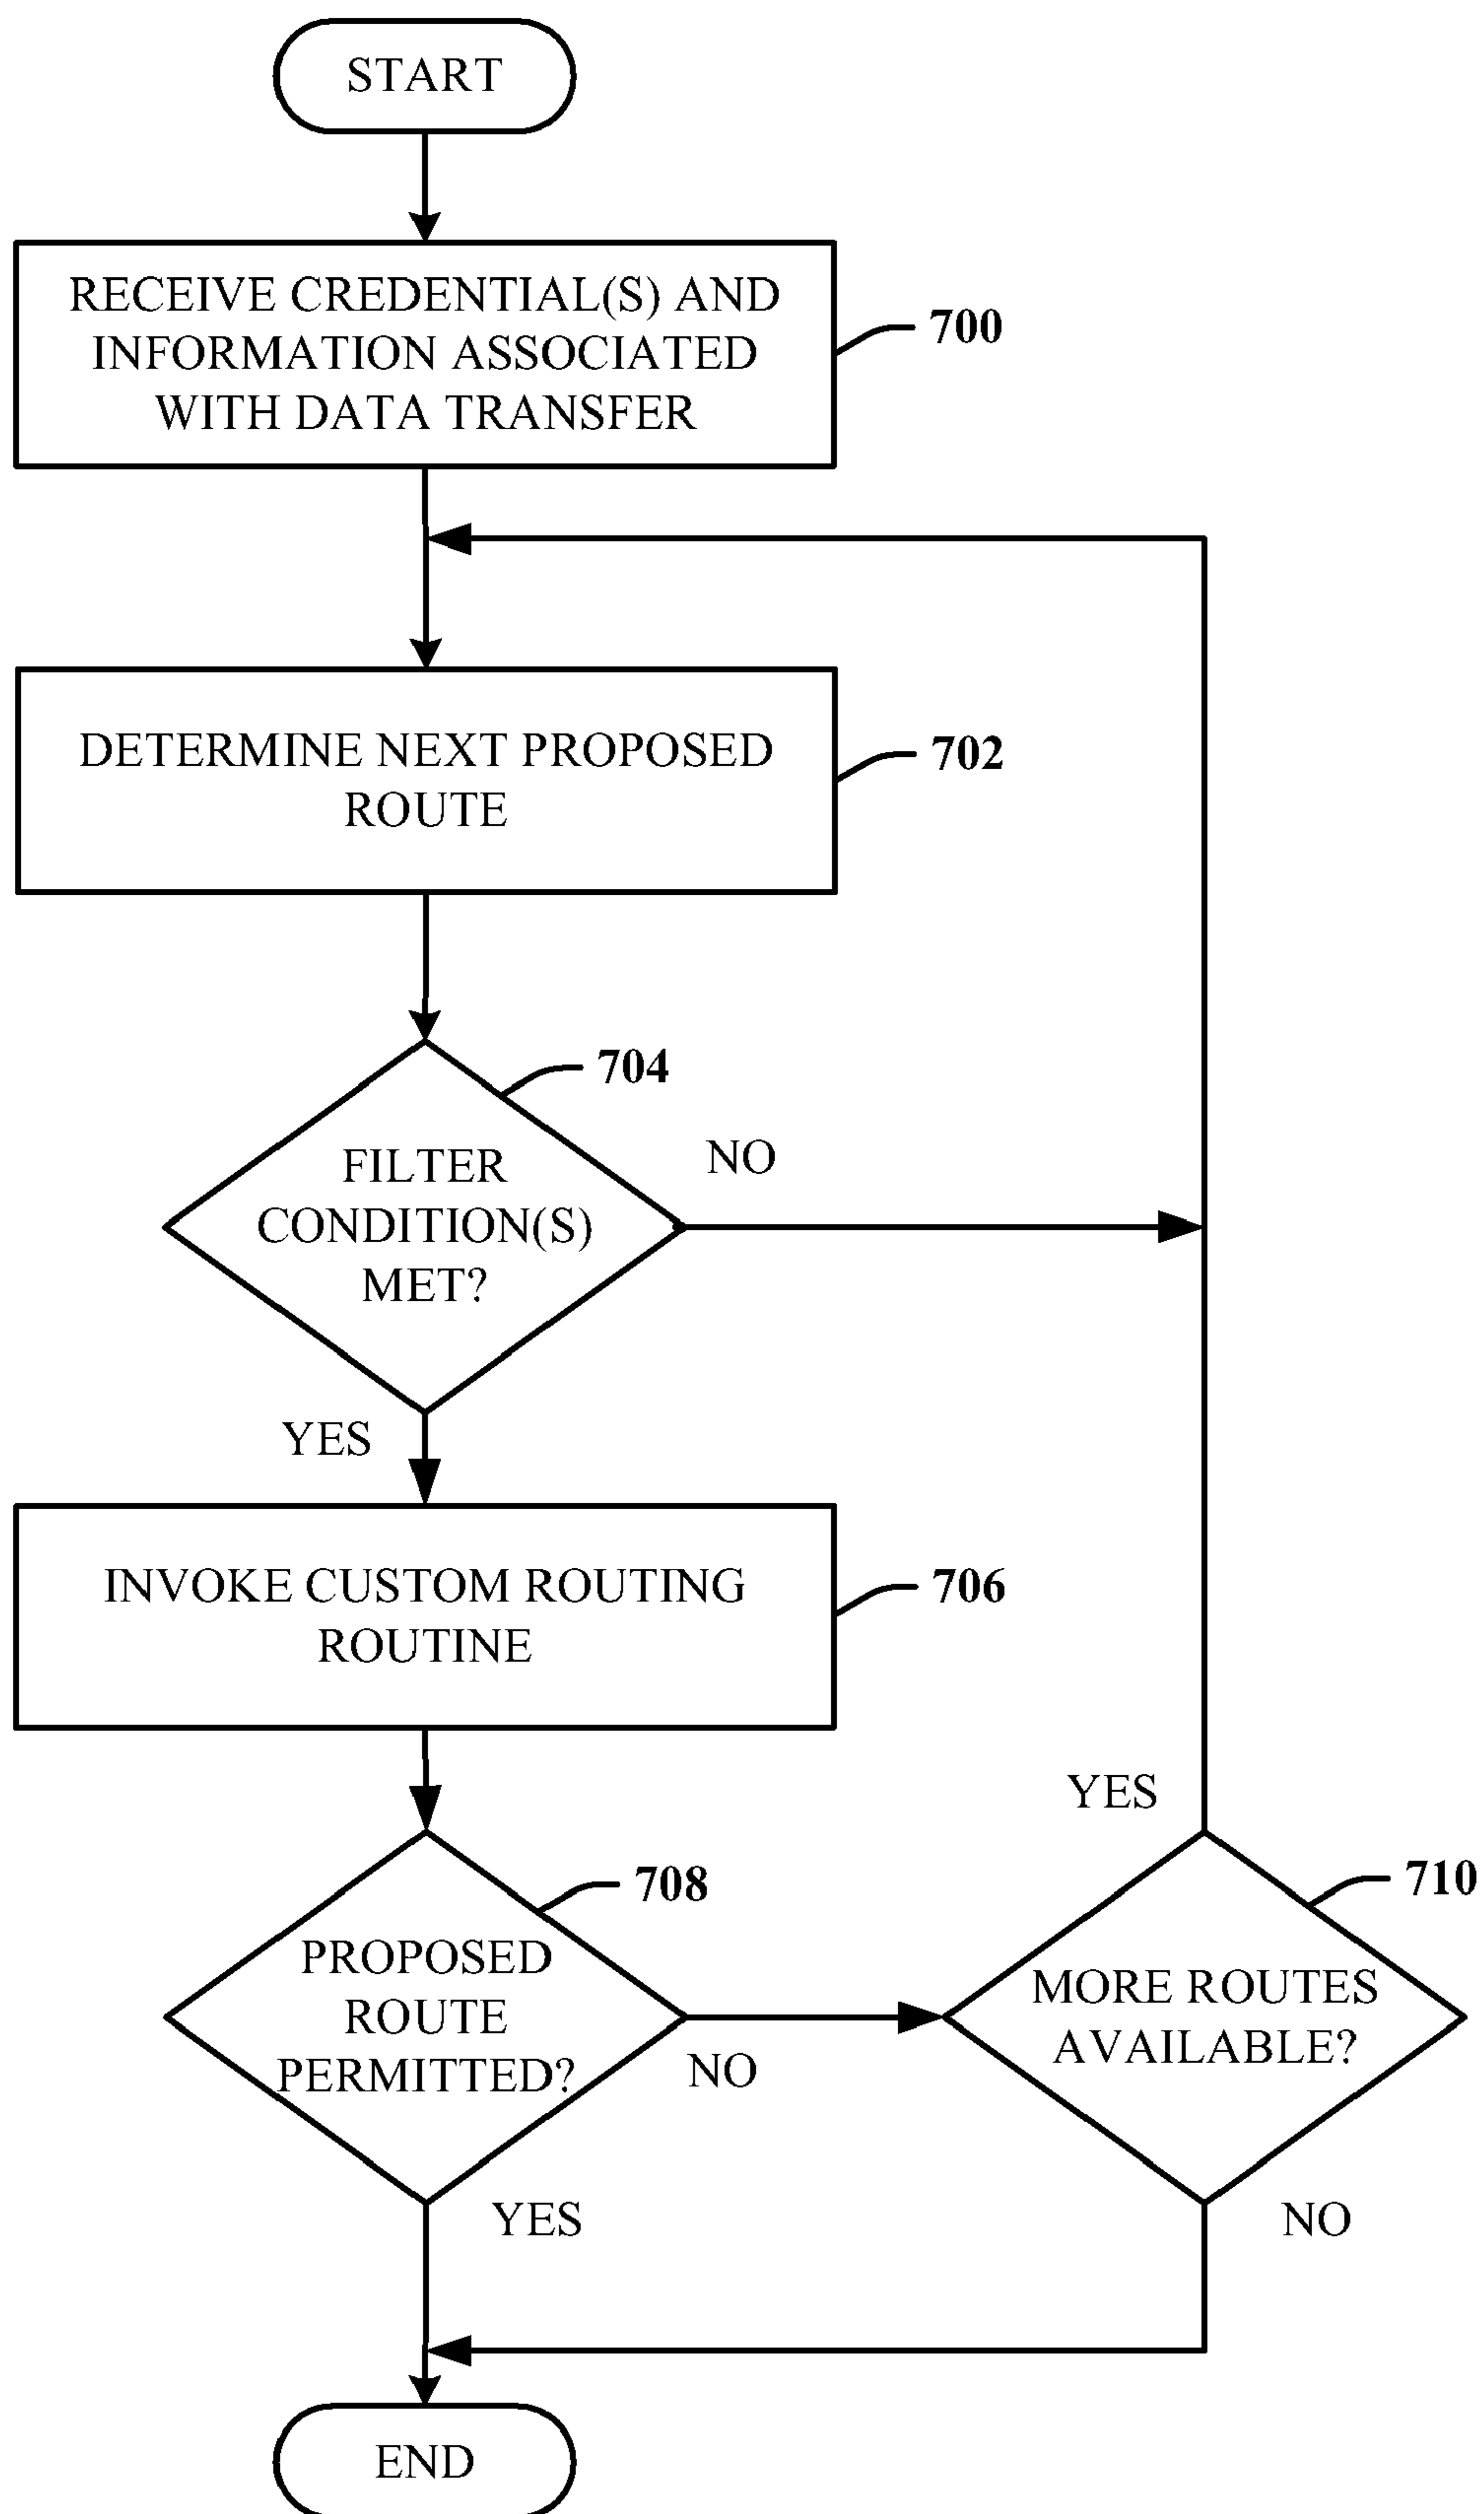 START
RECEIVE CREDENTIAL(S) AND
INFORMATION ASSOCIATED
WITH DATA TRANSFER
700
DETERMINE NEXT PROPOSED
ROUTE
702
704
FILTER
CONDITION(S)
MET?
NO
YES
INVOKE CUSTOM ROUTING
ROUTINE
706
YES
708
710
PROPOSED
ROUTE
PERMITTED?
NO
MORE ROUTES
AVAILABLE?
YES
NO
END